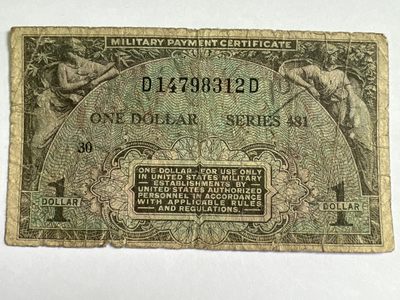 MILITARY PAYMENT CERTIFICATE
D14798312D
ONE DOLLAR SERIES 481
30
ONE DOLLAR - FOR USE ONLY
IN UNITED STATES MILITARY
ESTABLISHMENTS BY
UNITED STATES AUTHORIZED
PERSONNEL IN ACCORDANCE
WITH APPLICABLE RULES
AND REGULATIONS.
1 DOLLAR
1 DOLLAR